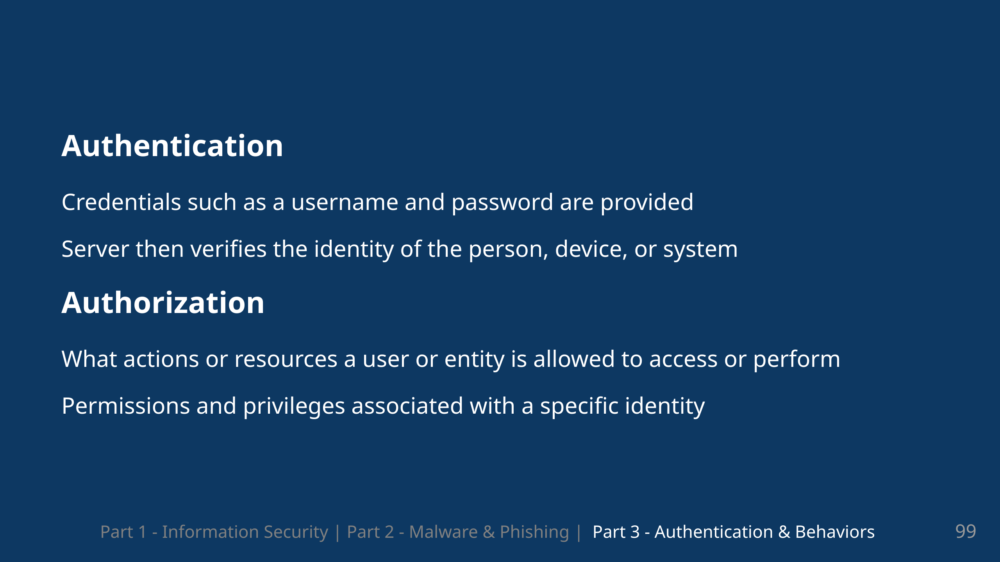 Authentication
Credentials such as a username and password are provided
Server then verifies the identity of the person, device, or system
Authorization
What actions or resources a user or entity is allowed to access or perform
Permissions and privileges associated with a specific identity
Part 1 - Information Security | Part 2 - Malware & Phishing | Part 3 - Authentication & Behaviors 99